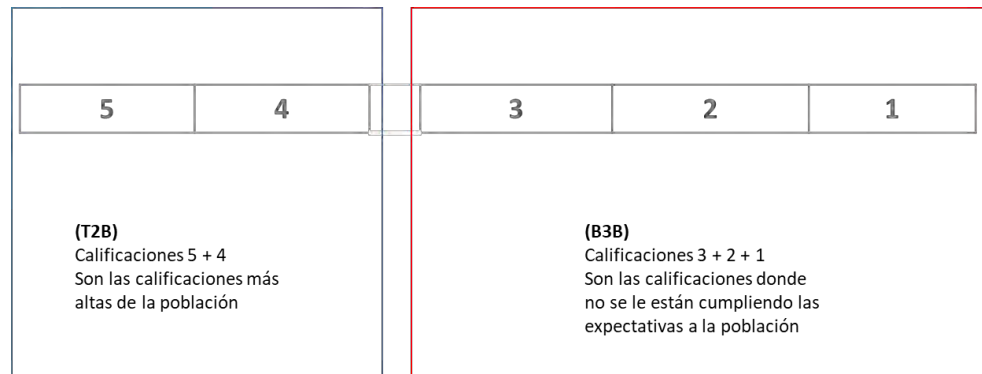 5 4 3 2 1
(T2B)
Calificaciones 5 + 4
Son las calificaciones más
altas de la población
(B3B)
Calificaciones 3 + 2 + 1
Son las calificaciones donde
no se le están cumpliendo las
expectativas a la población